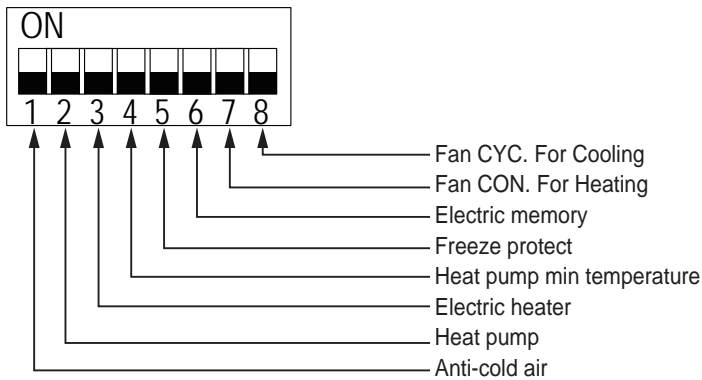 ON
1 2 3 4 5 6 7 8
Fan CYC. For Cooling
Fan CON. For Heating
Electric memory
Freeze protect
Heat pump min temperature
Electric heater
Heat pump
Anti-cold air